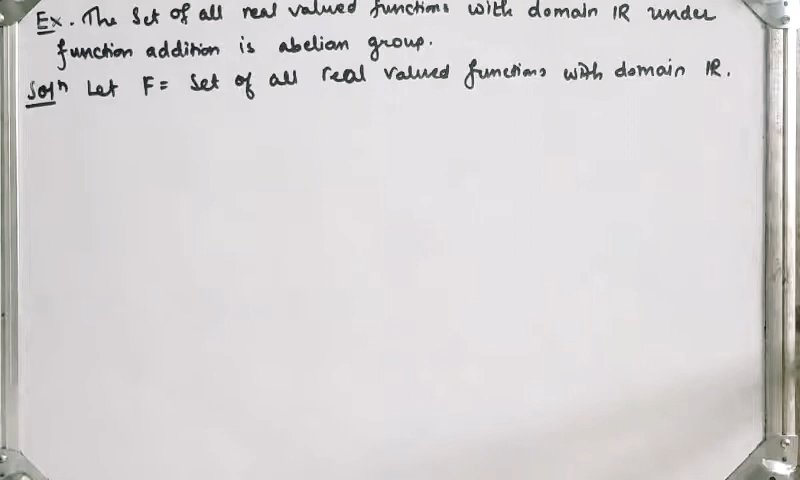 Ex. The Set of all real valued functions with domain IR under
function addition is abelian group.
Solⁿ Let F = Set of all real valued functions with domain IR.